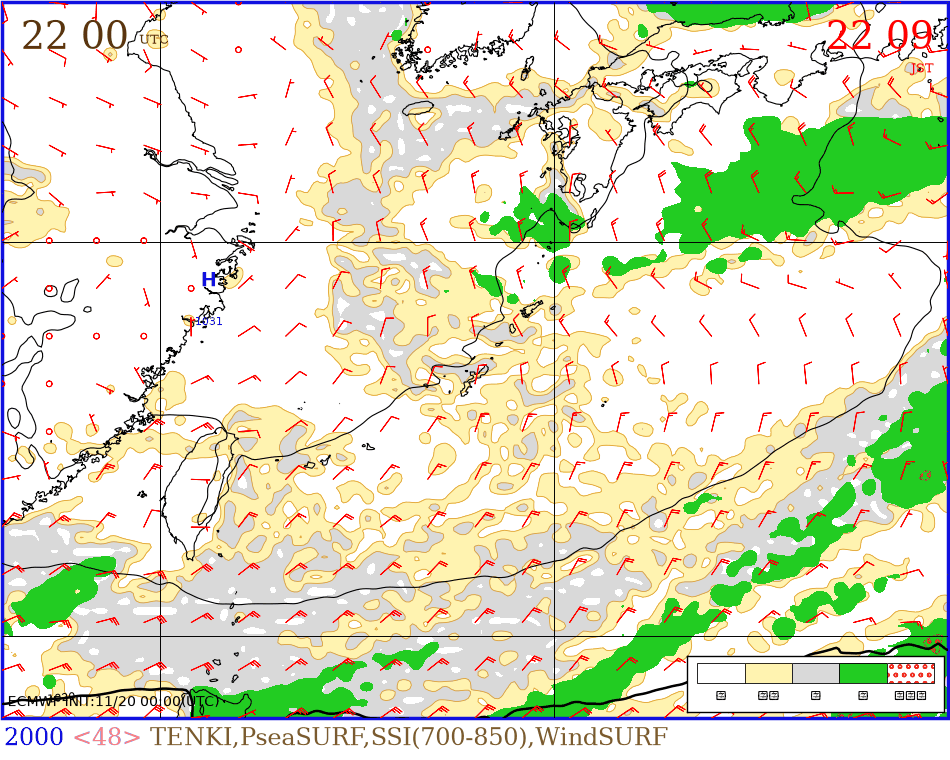 22 00 UTC
22 09
JST
H
1031
1020
ECMWF INIT:11/20 00:00(UTC)
2000 <48> TENKI,PseaSURF,SSI(700-850),WindSURF